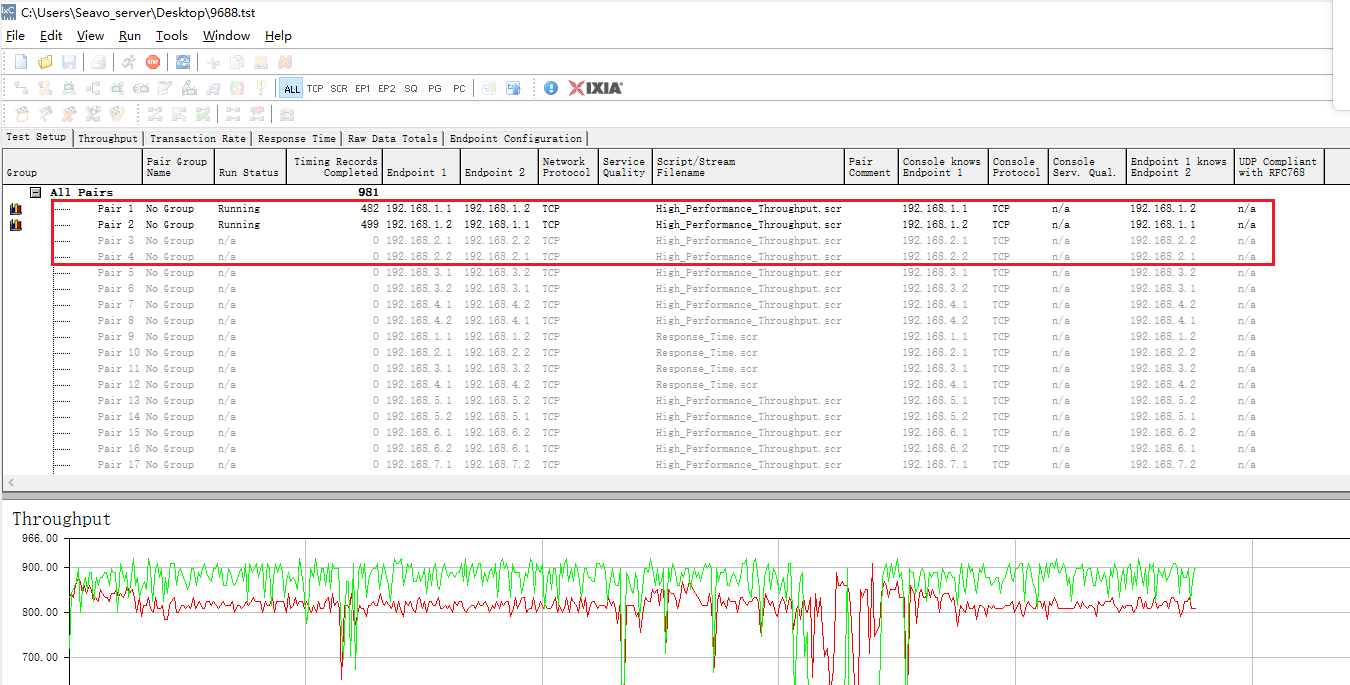 C:\Users\Seavo_server\Desktop\9688.tst
File Edit View Run Tools Window Help
STOP
ALL TCP SCR EP1 EP2 SQ PG PC IXIA
Test Setup Throughput Transaction Rate Response Time Raw Data Totals Endpoint Configuration
Group Pair Group Name Run Status Timing Records Completed Endpoint 1 Endpoint 2 Network Protocol Service Quality Script/Stream Filename Pair Comment Console knows Endpoint 1 Console Protocol Console Serv. Qual. Endpoint 1 knows Endpoint 2 UDP Compliant with RFC768
All Pairs 981
Pair 1 No Group Running 482 192.168.1.1 192.168.1.2 TCP High_Performance_Throughput.scr 192.168.1.1 TCP n/a 192.168.1.2 n/a
Pair 2 No Group Running 499 192.168.1.2 192.168.1.1 TCP High_Performance_Throughput.scr 192.168.1.2 TCP n/a 192.168.1.1 n/a
Pair 3 No Group n/a 0 192.168.2.1 192.168.2.2 TCP High_Performance_Throughput.scr 192.168.2.1 TCP n/a 192.168.2.2 n/a
Pair 4 No Group n/a 0 192.168.2.2 192.168.2.1 TCP High_Performance_Throughput.scr 192.168.2.2 TCP n/a 192.168.2.1 n/a
Pair 5 No Group n/a 0 192.168.3.1 192.168.3.2 TCP High_Performance_Throughput.scr 192.168.3.1 TCP n/a 192.168.3.2 n/a
Pair 6 No Group n/a 0 192.168.3.2 192.168.3.1 TCP High_Performance_Throughput.scr 192.168.3.2 TCP n/a 192.168.3.1 n/a
Pair 7 No Group n/a 0 192.168.4.1 192.168.4.2 TCP High_Performance_Throughput.scr 192.168.4.1 TCP n/a 192.168.4.2 n/a
Pair 8 No Group n/a 0 192.168.4.2 192.168.4.1 TCP High_Performance_Throughput.scr 192.168.4.2 TCP n/a 192.168.4.1 n/a
Pair 9 No Group n/a 0 192.168.1.1 192.168.1.2 TCP Response_Time.scr 192.168.1.1 TCP n/a 192.168.1.2 n/a
Pair 10 No Group n/a 0 192.168.2.1 192.168.2.2 TCP Response_Time.scr 192.168.2.1 TCP n/a 192.168.2.2 n/a
Pair 11 No Group n/a 0 192.168.3.1 192.168.3.2 TCP Response_Time.scr 192.168.3.1 TCP n/a 192.168.3.2 n/a
Pair 12 No Group n/a 0 192.168.4.1 192.168.4.2 TCP Response_Time.scr 192.168.4.1 TCP n/a 192.168.4.2 n/a
Pair 13 No Group n/a 0 192.168.5.1 192.168.5.2 TCP High_Performance_Throughput.scr 192.168.5.1 TCP n/a 192.168.5.2 n/a
Pair 14 No Group n/a 0 192.168.5.2 192.168.5.1 TCP High_Performance_Throughput.scr 192.168.5.2 TCP n/a 192.168.5.1 n/a
Pair 15 No Group n/a 0 192.168.6.1 192.168.6.2 TCP High_Performance_Throughput.scr 192.168.6.1 TCP n/a 192.168.6.2 n/a
Pair 16 No Group n/a 0 192.168.6.2 192.168.6.1 TCP High_Performance_Throughput.scr 192.168.6.2 TCP n/a 192.168.6.1 n/a
Pair 17 No Group n/a 0 192.168.7.1 192.168.7.2 TCP High_Performance_Throughput.scr 192.168.7.1 TCP n/a 192.168.7.2 n/a
Throughput
966.00
900.00
800.00
700.00